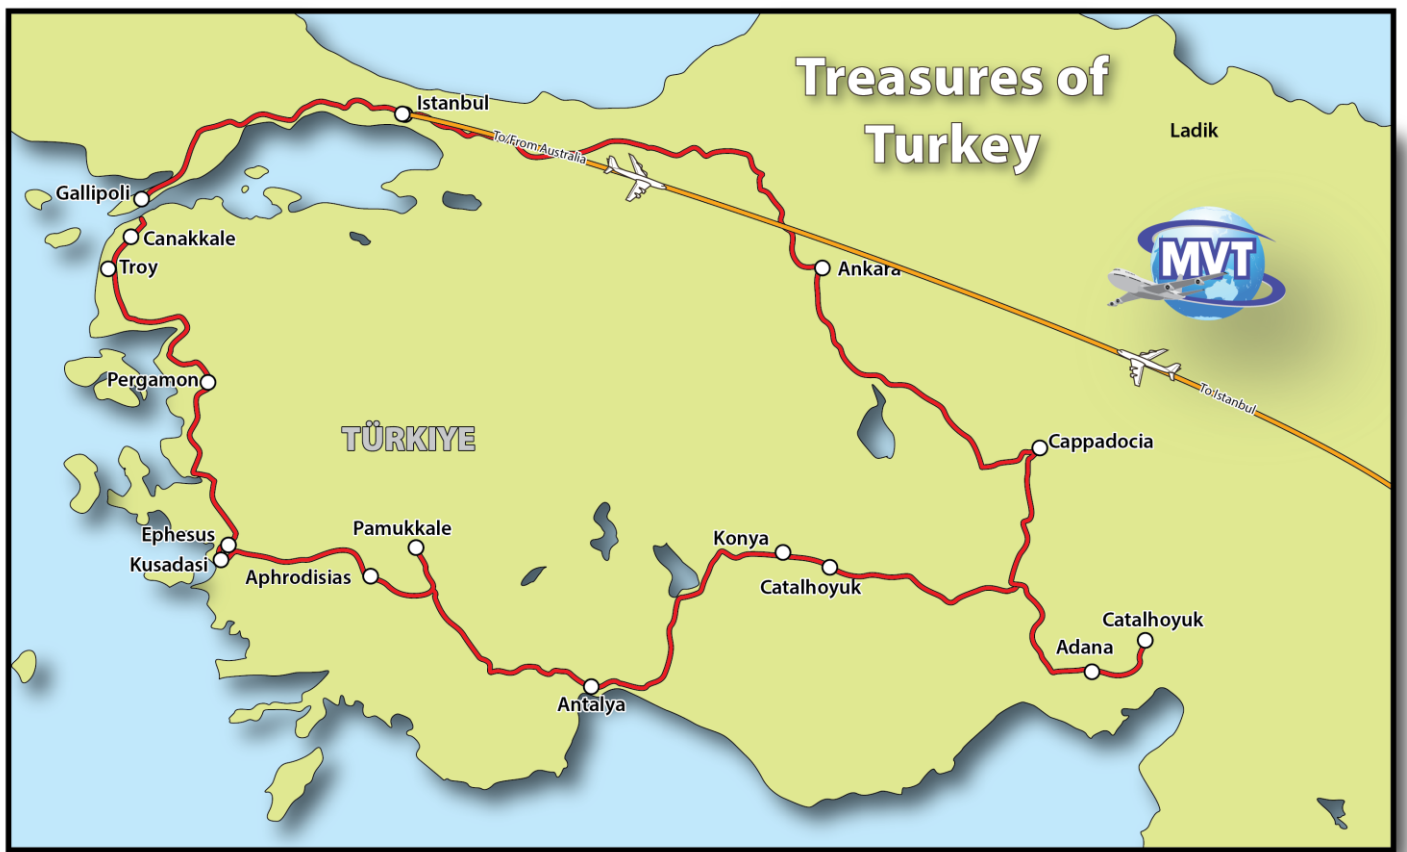 Treasures of
Turkey
Istanbul
Ladik
To/From Australia
Gallipoli
Canakkale
Troy
Ankara
MVT
Pergamon
To Istanbul
TÜRKIYE
Cappadocia
Ephesus
Pamukkale
Konya
Kusadasi
Aphrodisias
Catalhoyuk
Catalhoyuk
Adana
Antalya